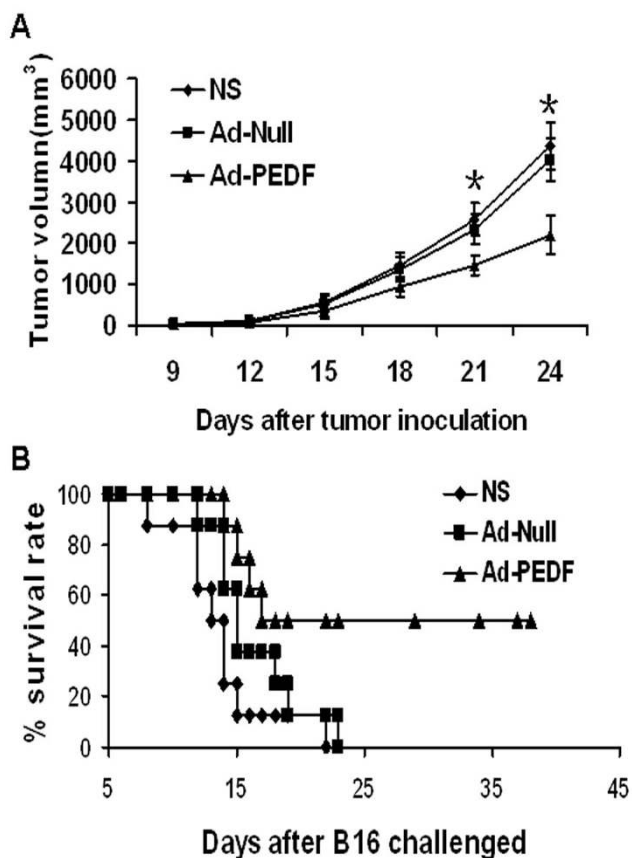 A
Tumor volumn(mm³)
6000
5000
4000
3000
2000
1000
0
NS
Ad-Null
Ad-PEDF
*
*
9 12 15 18 21 24
Days after tumor inoculation
B
% survival rate
100
80
60
40
20
0
NS
Ad-Null
Ad-PEDF
5 15 25 35 45
Days after B16 challenged